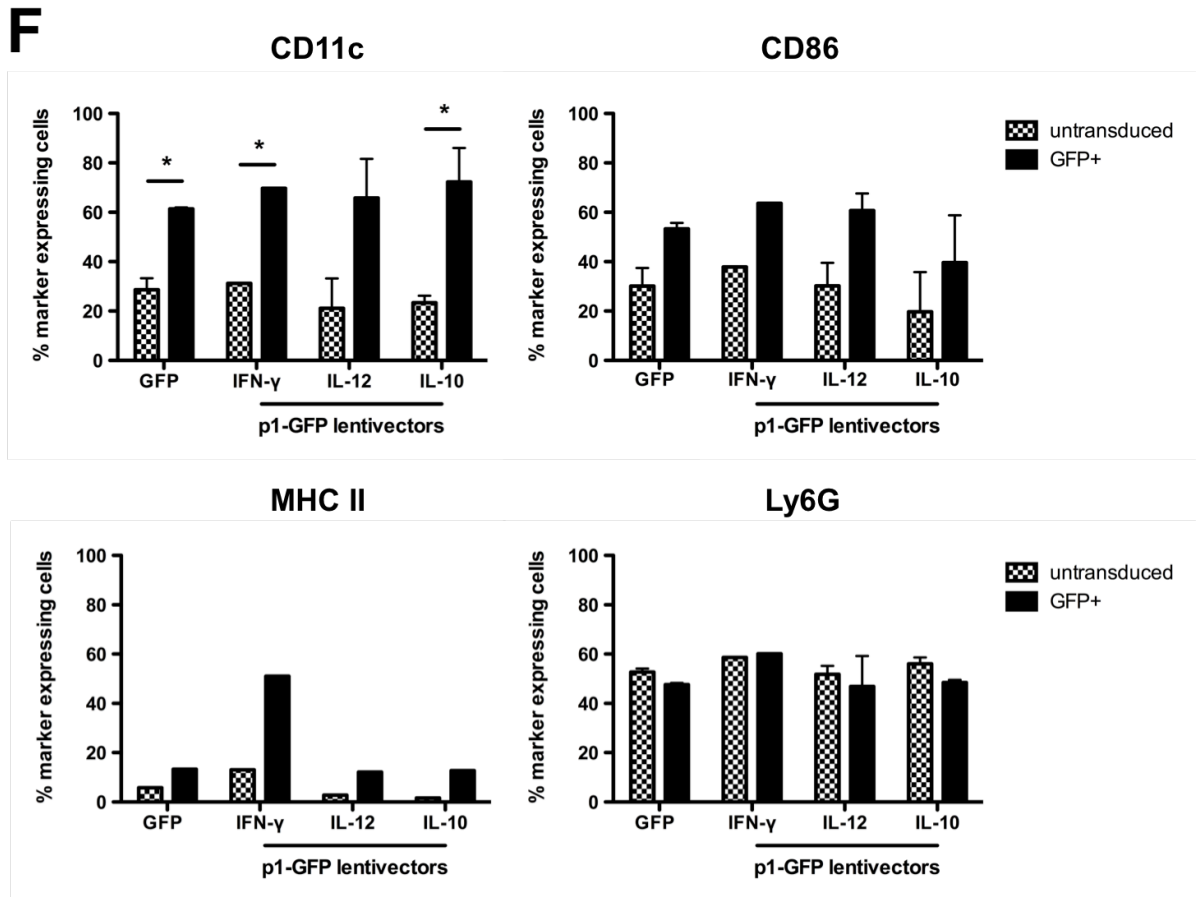 F
CD11c
CD86
% marker expressing cells
100
80
60
40
20
0
*
*
*
GFP IFN-γ IL-12 IL-10
p1-GFP lentivectors
% marker expressing cells
100
80
60
40
20
0
GFP IFN-γ IL-12 IL-10
p1-GFP lentivectors
untransduced
GFP+
MHC II
Ly6G
% marker expressing cells
100
80
60
40
20
0
GFP IFN-γ IL-12 IL-10
p1-GFP lentivectors
% marker expressing cells
100
80
60
40
20
0
GFP IFN-γ IL-12 IL-10
p1-GFP lentivectors
untransduced
GFP+